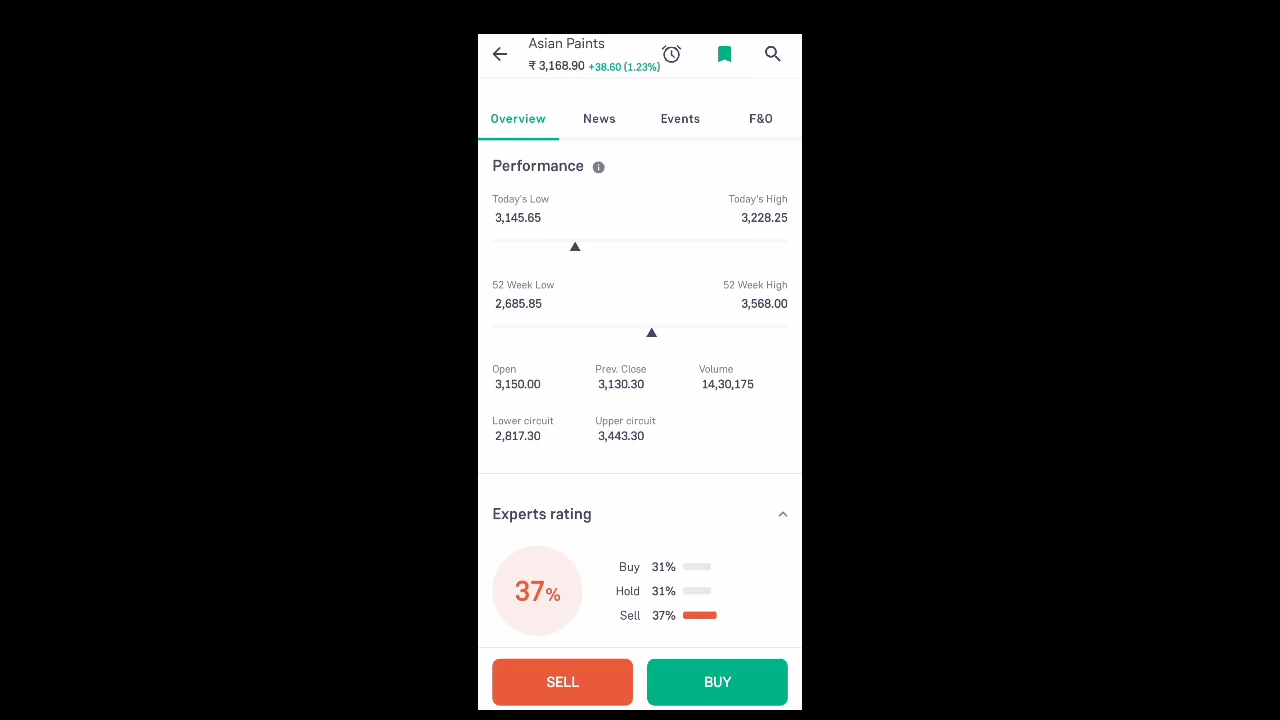 Asian Paints
₹ 3,168.90 +38.60 (1.23%)
Overview News Events F&O
Performance
Today's Low Today's High
3,145.65 3,228.25
52 Week Low 52 Week High
2,685.85 3,568.00
Open Prev. Close Volume
3,150.00 3,130.30 14,30,175
Lower circuit Upper circuit
2,817.30 3,443.30
Experts rating
37%
Buy 31%
Hold 31%
Sell 37%
SELL BUY